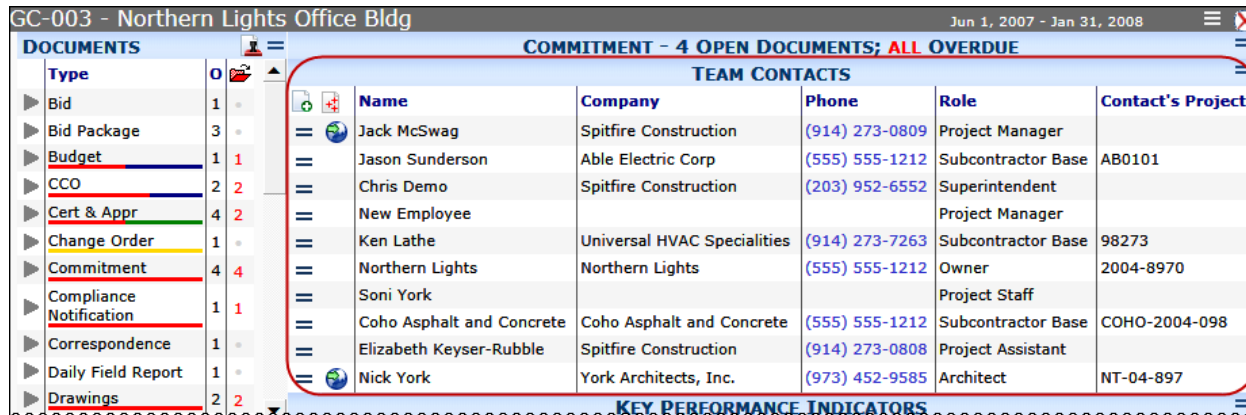 GC-003 - Northern Lights Office Bldg Jun 1, 2007 - Jan 31, 2008
DOCUMENTS
Type O
Bid 1
Bid Package 3
Budget 1 1
CCO 2 2
Cert & Appr 4 2
Change Order 1
Commitment 4 4
Compliance
Notification 1 1
Correspondence 1
Daily Field Report 1
Drawings 2 2
COMMITMENT - 4 OPEN DOCUMENTS; ALL OVERDUE
TEAM CONTACTS
Name Company Phone Role Contact's Project
Jack McSwag Spitfire Construction (914) 273-0809 Project Manager
Jason Sunderson Able Electric Corp (555) 555-1212 Subcontractor Base AB0101
Chris Demo Spitfire Construction (203) 952-6552 Superintendent
New Employee Project Manager
Ken Lathe Universal HVAC Specialities (914) 273-7263 Subcontractor Base 98273
Northern Lights Northern Lights (555) 555-1212 Owner 2004-8970
Soni York Project Staff
Coho Asphalt and Concrete Coho Asphalt and Concrete (555) 555-1212 Subcontractor Base COHO-2004-098
Elizabeth Keyser-Rubble Spitfire Construction (914) 273-0808 Project Assistant
Nick York York Architects, Inc. (973) 452-9585 Architect NT-04-897
KEY PERFORMANCE INDICATORS